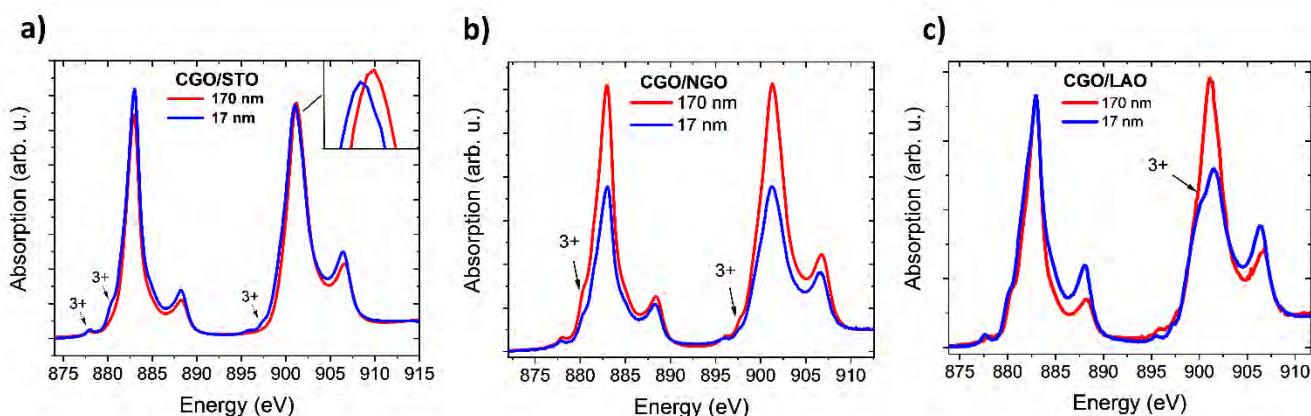 a)
CGO/STO
170 nm
17 nm
3+
3+
3+
Absorption (arb. u.)
875 880 885 890 895 900 905 910 915
Energy (eV)
b)
CGO/NGO
170 nm
17 nm
3+
3+
Absorption (arb. u.)
875 880 885 890 895 900 905 910
Energy (eV)
c)
CGO/LAO
170 nm
17 nm
3+
Absorption (arb. u.)
875 880 885 890 895 900 905 910
Energy (eV)